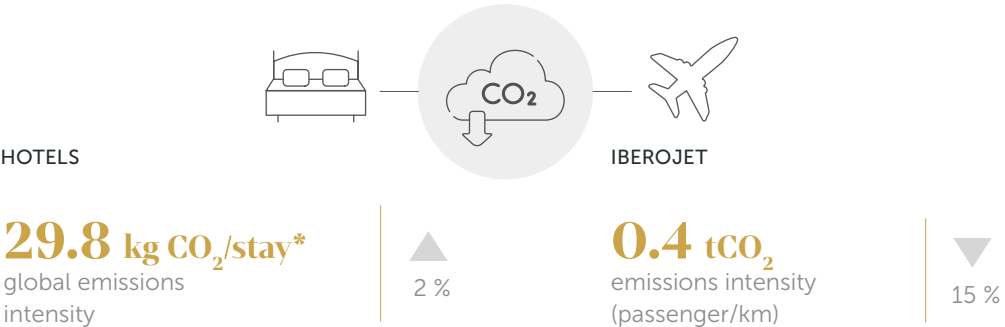 CO₂
HOTELS
29.8 kg CO₂/stay*
global emissions
intensity
2 %
IBEROJET
0.4 tCO₂
emissions intensity
(passenger/km)
15 %